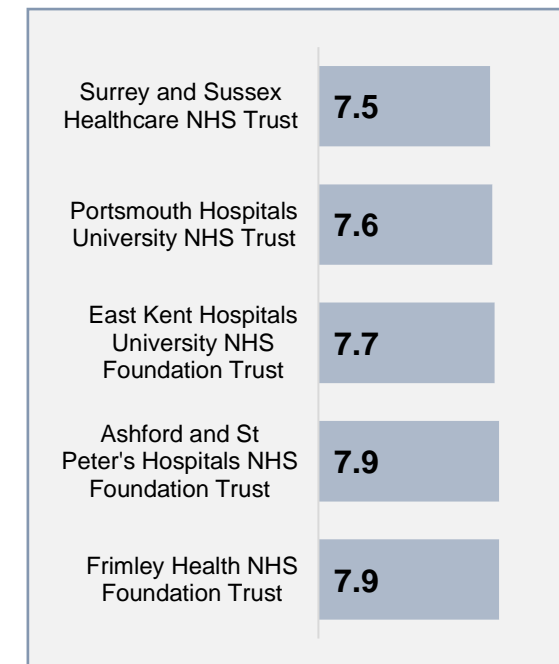 Surrey and Sussex
Healthcare NHS Trust
7.5
Portsmouth Hospitals
University NHS Trust
7.6
East Kent Hospitals
University NHS
Foundation Trust
7.7
Ashford and St
Peter's Hospitals NHS
Foundation Trust
7.9
Frimley Health NHS
Foundation Trust
7.9